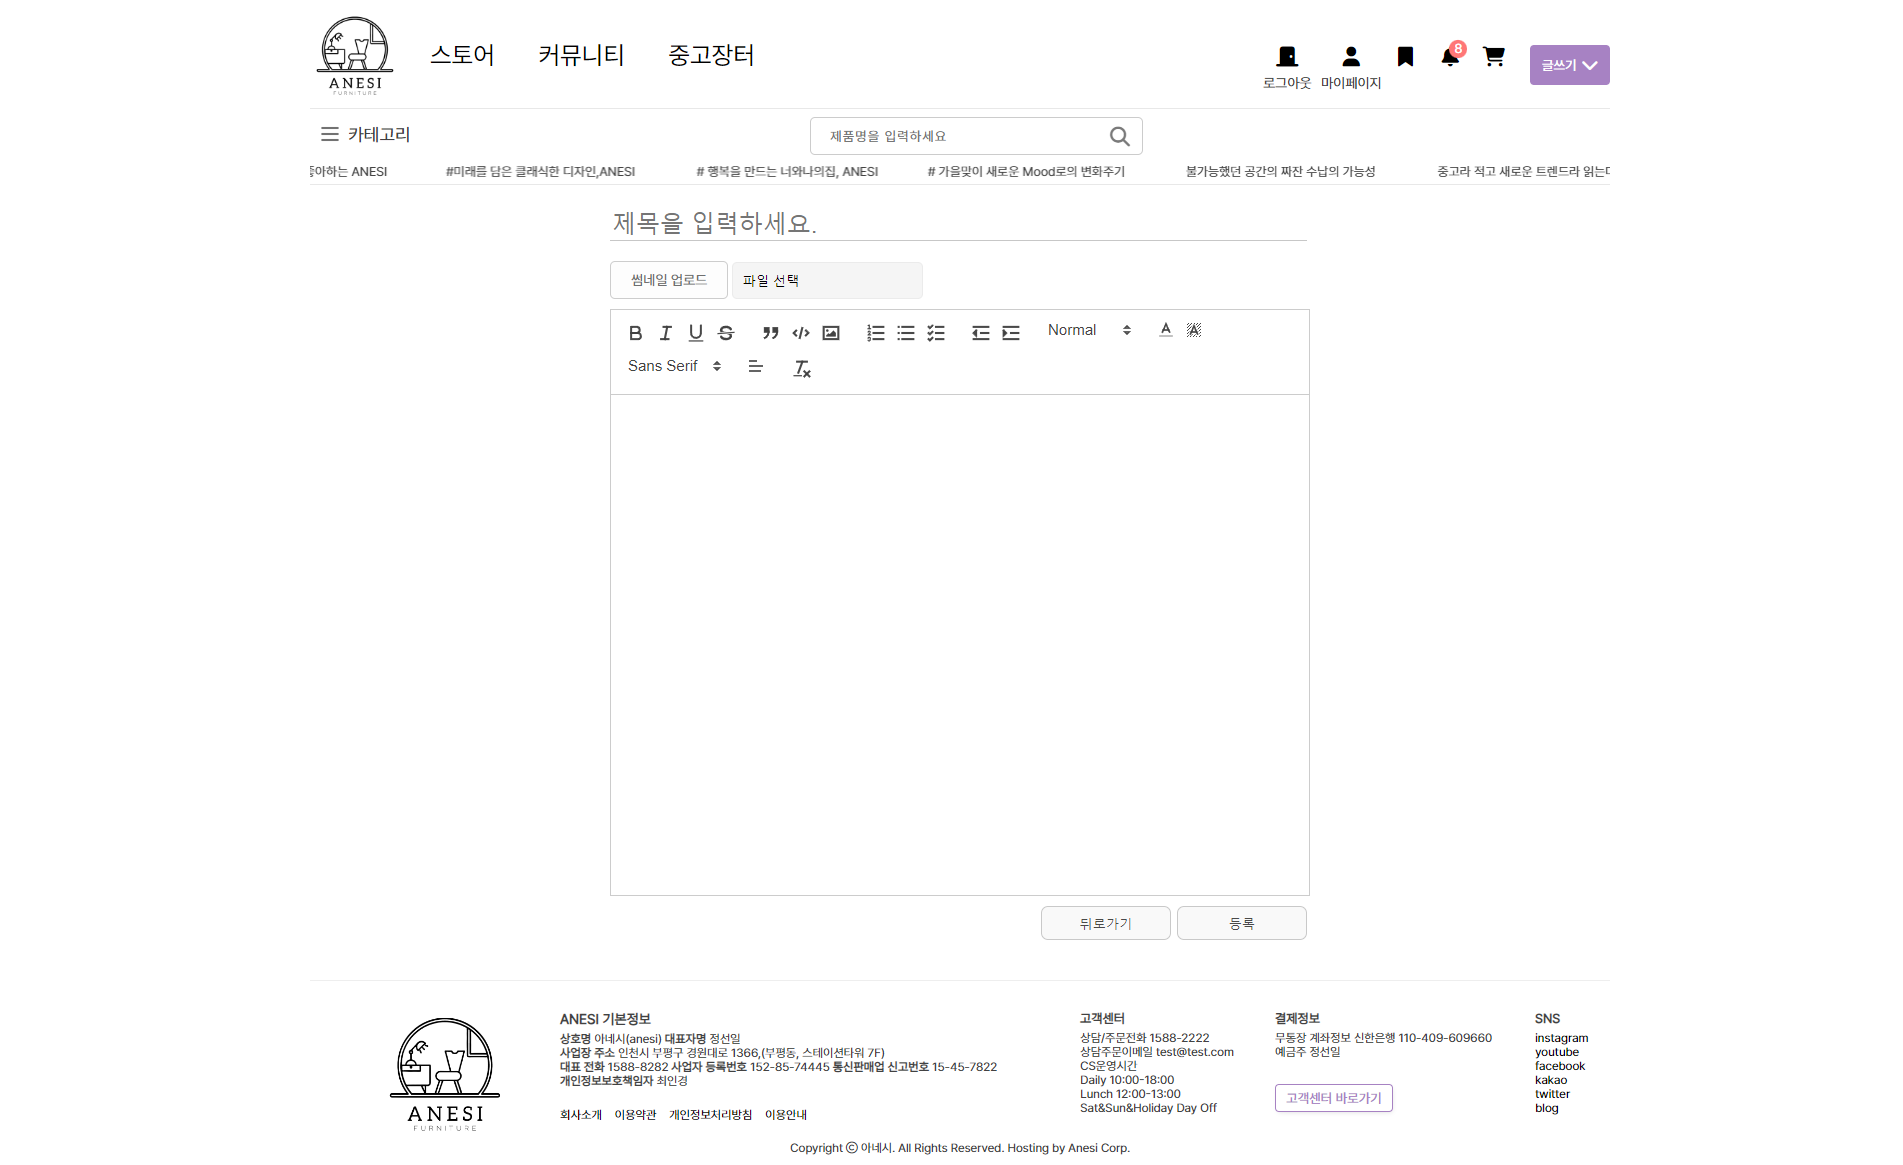 ANESI
FURNITURE
스토어 커뮤니티 중고장터
8
로그아웃 마이페이지
글쓰기
카테고리
제품명을 입력하세요
좋아하는 ANESI #미래를 담은 클래식한 디자인,ANESI # 행복을 만드는 너와나의집, ANESI # 가을맞이 새로운 Mood로의 변화주기 불가능했던 공간의 짜잔 수납의 가능성 중고라 적고 새로운 트렌드라 읽는다
제목을 입력하세요.
썸네일 업로드 파일 선택
Normal
Sans Serif
뒤로가기 등록
ANESI
FURNITURE
ANESI 기본정보
상호명 아네시(anesi) 대표자명 정선일
사업장 주소 인천시 부평구 경원대로 1366,(부평동, 스테이션타워 7F)
대표 전화 1588-8282 사업자 등록번호 152-85-74445 통신판매업 신고번호 15-45-7822
개인정보보호책임자 최인경
회사소개 이용약관 개인정보처리방침 이용안내
고객센터
상담/주문전화 1588-2222
상담주문이메일 test@test.com
CS운영시간
Daily 10:00-18:00
Lunch 12:00-13:00
Sat&Sun&Holiday Day Off
결제정보
무통장 계좌정보 신한은행 110-409-609660
예금주 정선일
고객센터 바로가기
SNS
instagram
youtube
facebook
kakao
twitter
blog
Copyright ⓒ 아네시. All Rights Reserved. Hosting by Anesi Corp.